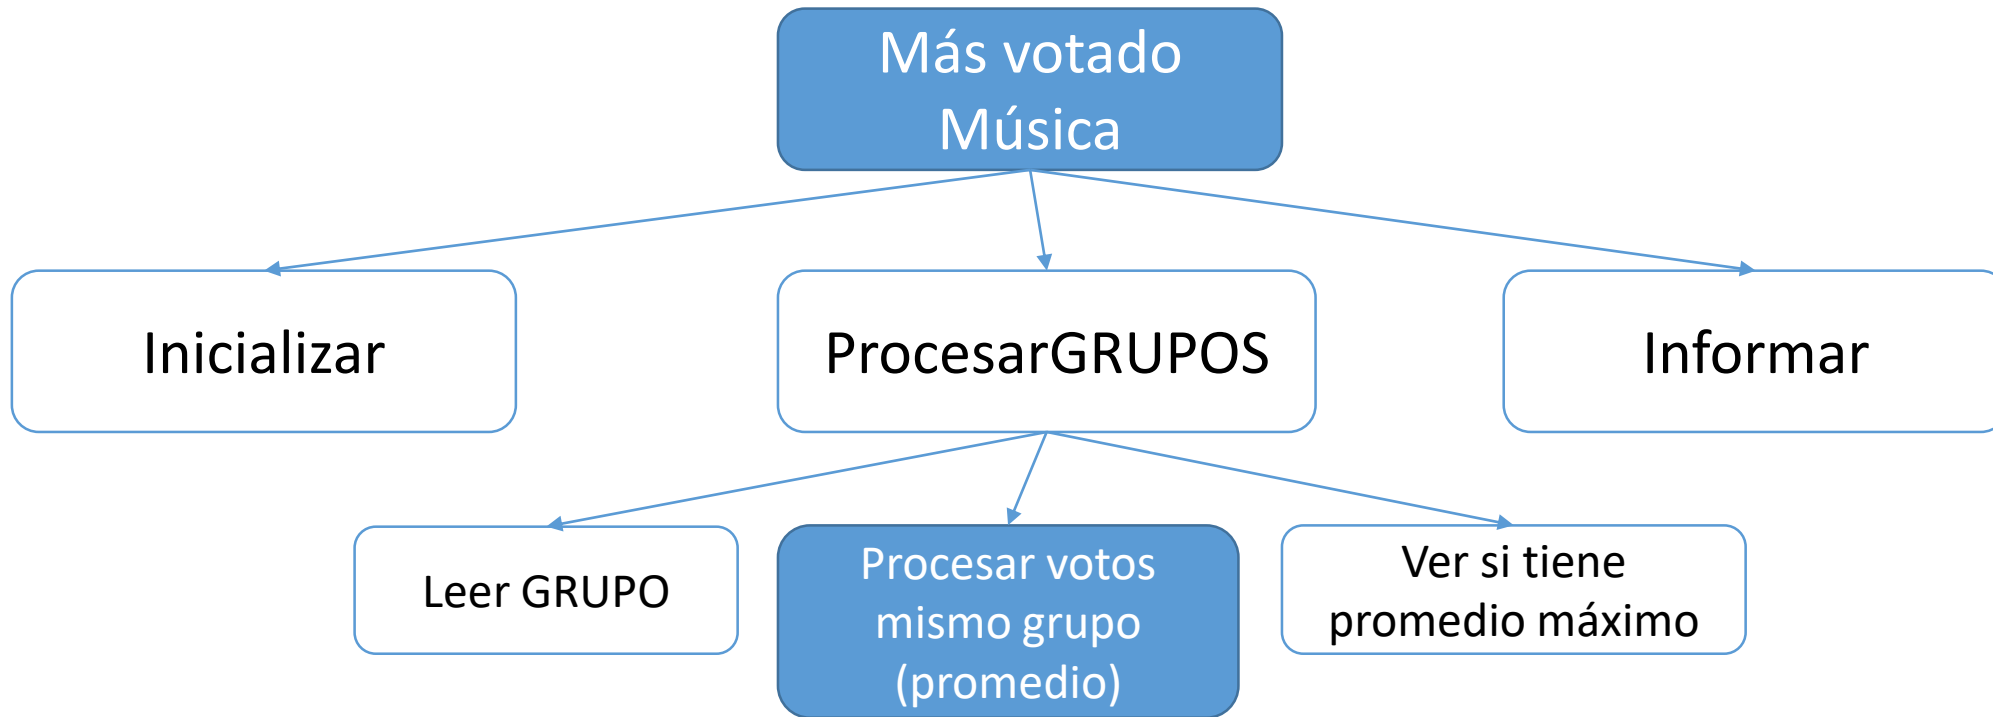 Más votado
Música
Inicializar
ProcesarGRUPOS
Informar
Leer GRUPO
Procesar votos
mismo grupo
(promedio)
Ver si tiene
promedio máximo